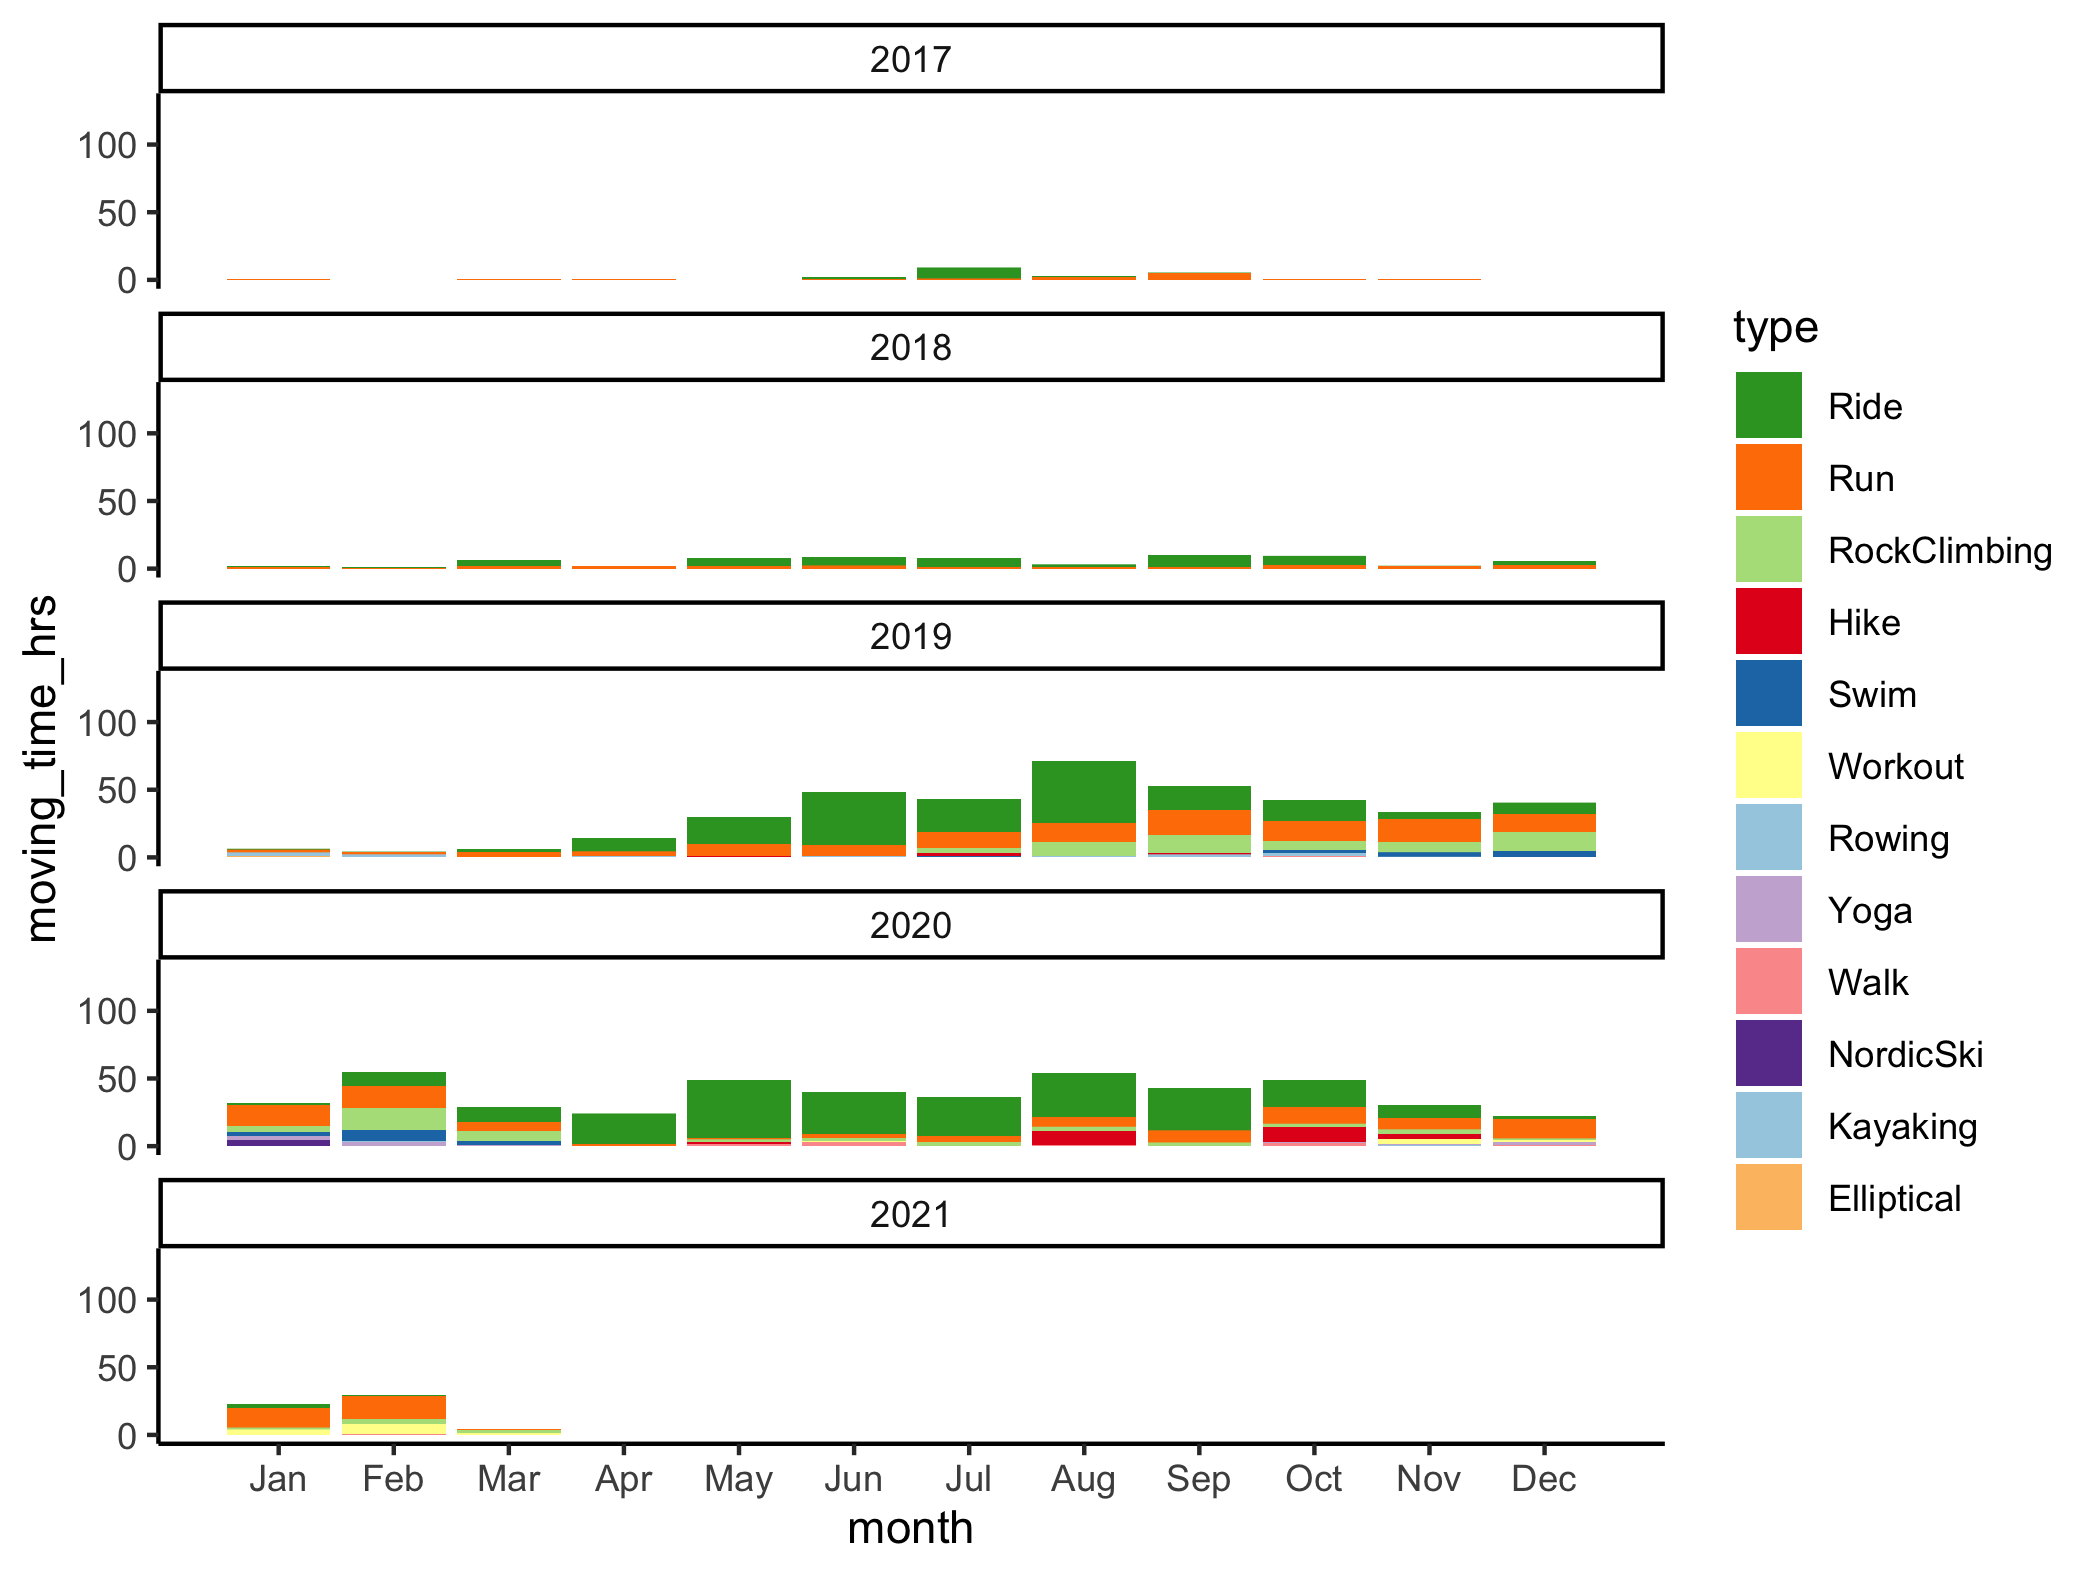 2017
100
50
0
2018
100
50
0
2019
100
50
0
2020
100
50
0
2021
100
50
0
Jan Feb Mar Apr May Jun Jul Aug Sep Oct Nov Dec
month
moving_time_hrs
type
Ride
Run
RockClimbing
Hike
Swim
Workout
Rowing
Yoga
Walk
NordicSki
Kayaking
Elliptical